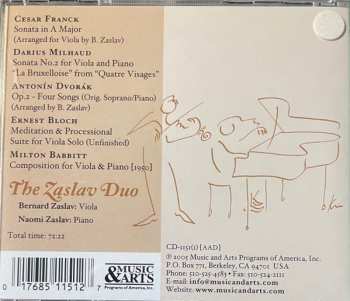 CESAR FRANCK
Sonata in A Major
(Arranged for Viola by B. Zaslav)
DARIUS MILHAUD
Sonata No.2 for Viola and Piano
"La Bruxelloise" from "Quatre Visages"
ANTONÍN DVORÁK
Op.2 - Four Songs (Orig. Soprano/Piano)
(Arranged by B. Zaslav)
ERNEST BLOCH
Meditation & Processional
Suite for Viola Solo (Unfinished)
MILTON BABBITT
Composition for Viola & Piano [1950]
The Zaslav Duo
Bernard Zaslav: Viola
Naomi Zaslav: Piano
Total time: 72:22
CD-1151(1) [AAD]
© 2005 Music and Arts Programs of America, Inc.
P.O. Box 771, Berkeley, CA 94701 USA
Phone: 510-525-4583 • Fax: 510-524-2111
E-mail: info@musicandarts.com
Website: www.musicandarts.com
MUSIC
&ARTS
Programs of America, Inc.
0 17685 11512 7